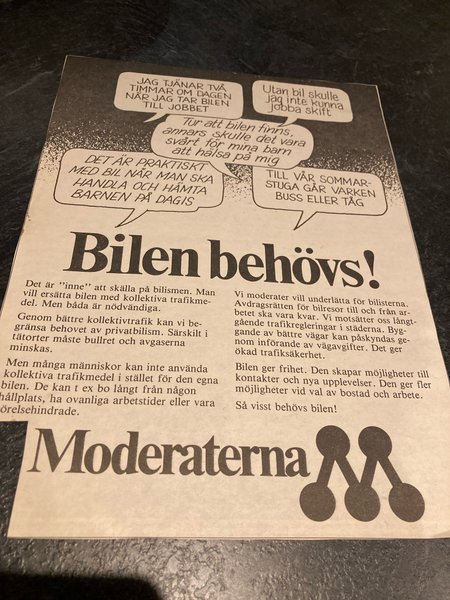 JAG TJÄNAR TVÅ
TIMMAR OM DAGEN
NÄR JAG TAR BILEN
TILL JOBBET
Utan bil skulle
jag inte kunna
jobba skift
Tur att bilen finns,
annars skulle det vara
svårt för mina barn
att hälsa på mig
DET ÄR PRAKTISKT
MED BIL NÄR MAN SKA
HANDLA OCH HÄMTA
BARNEN PÅ DAGIS
TILL VÅR SOMMAR-
STUGA GÅR VARKEN
BUSS ELLER TÅG
Bilen behövs!
Det är "inne" att skälla på bilismen. Man
vill ersätta bilen med kollektiva trafikme-
del. Men båda är nödvändiga.
Genom bättre kollektivtrafik kan vi be-
gränsa behovet av privatbilism. Särskilt i
tätorter måste bullret och avgaserna
minskas.
Men många människor kan inte använda
kollektiva trafikmedel i stället för den egna
bilen. De kan t ex bo långt från någon
hållplats, ha ovanliga arbetstider eller vara
rörelsehindrade.
Vi moderater vill underlätta för bilisterna.
Avdragsrätten för bilresor till och från ar-
betet ska vara kvar. Vi motsätter oss långt-
gående trafikregleringar i städerna. Byg-
gande av bättre vägar kan påskyndas ge-
nom införande av vägavgifter. Det ger
ökad trafiksäkerhet.
Bilen ger frihet. Den skapar möjligheter till
kontakter och nya upplevelser. Den ger fler
möjligheter vid val av bostad och arbete.
Så visst behövs bilen!
Moderaterna